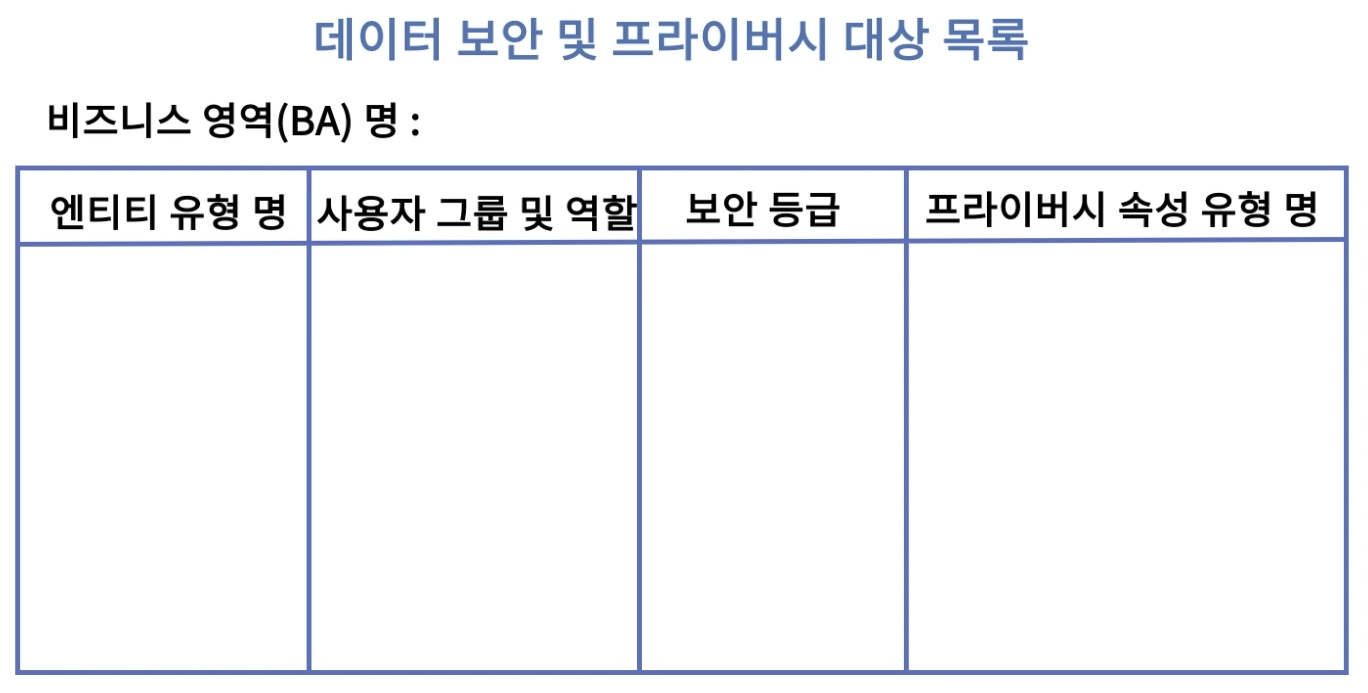 데이터 보안 및 프라이버시 대상 목록
비즈니스 영역(BA) 명 :
엔티티 유형 명 사용자 그룹 및 역할 보안 등급 프라이버시 속성 유형 명